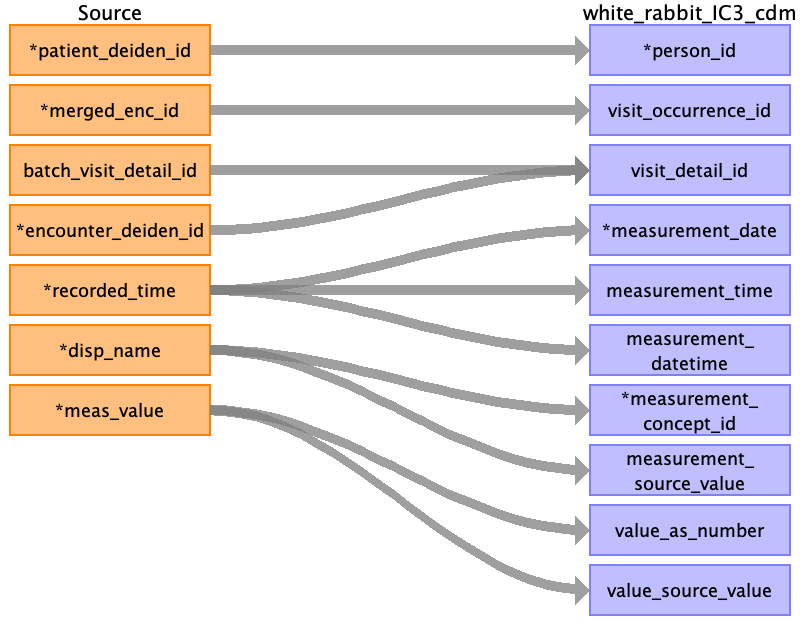 Source
white_rabbit_IC3_cdm
*patient_deiden_id
*person_id
*merged_enc_id
visit_occurrence_id
batch_visit_detail_id
visit_detail_id
*encounter_deiden_id
*measurement_date
*recorded_time
measurement_time
*disp_name
measurement_
datetime
*meas_value
*measurement_
concept_id
measurement_
source_value
value_as_number
value_source_value